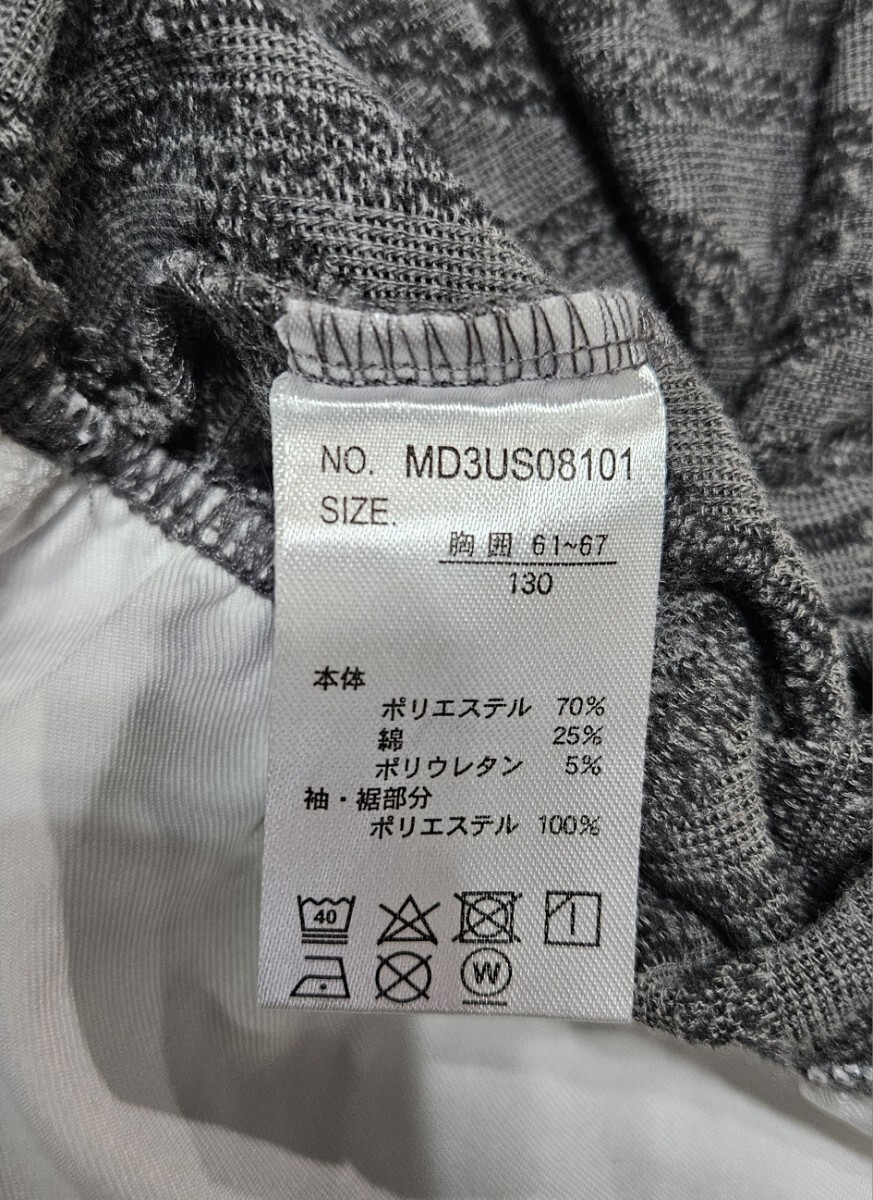 NO. MD3US08101
SIZE.
胸囲 61~67
130
本体
ポリエステル 70%
綿 25%
ポリウレタン 5%
袖・裾部分
ポリエステル 100%
40
W